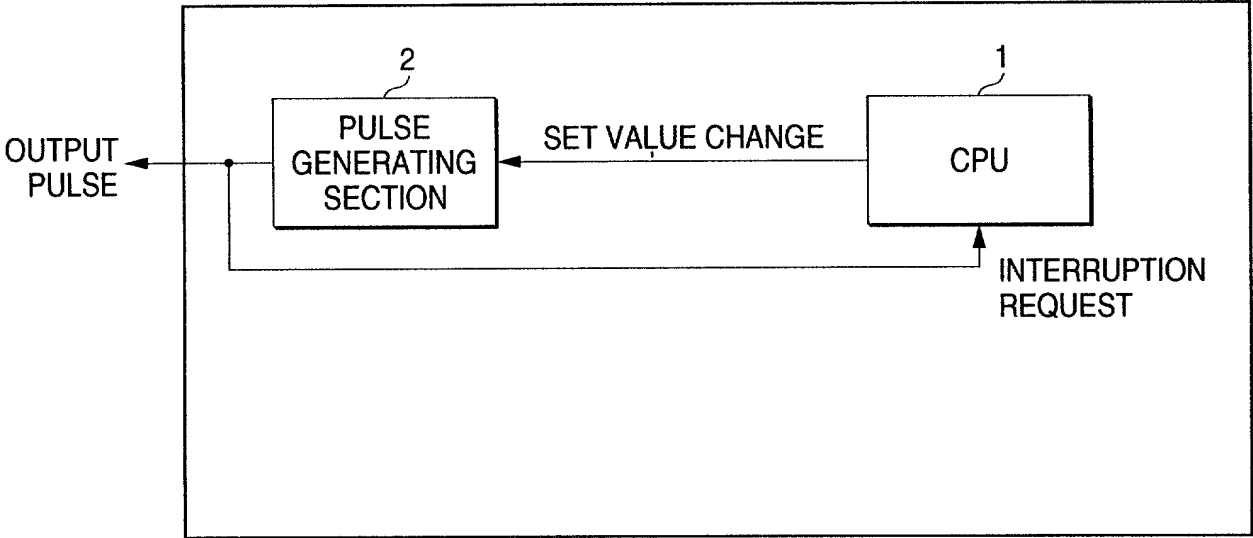 2
1
PULSE
GENERATING
SECTION
SET VALUE CHANGE
CPU
OUTPUT
PULSE
INTERRUPTION
REQUEST